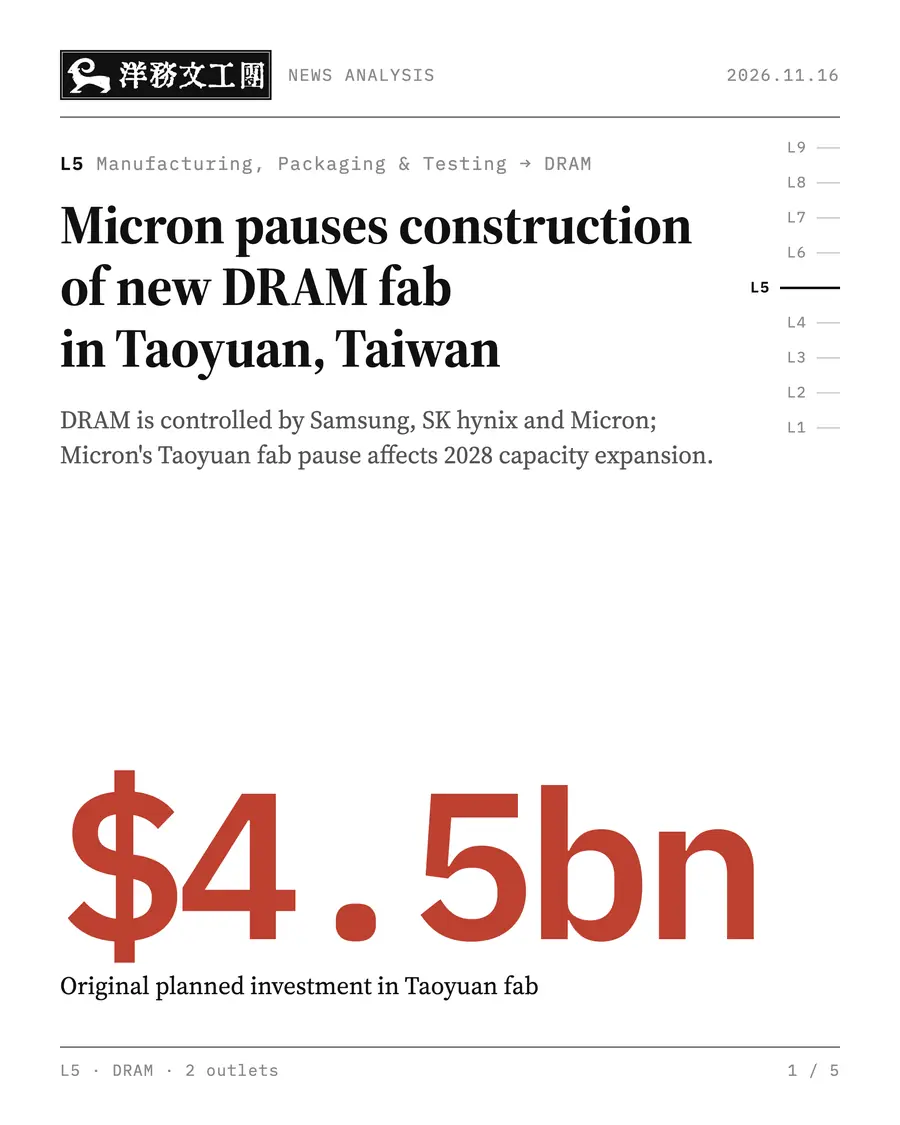 洋務文工團 NEWS ANALYSIS 2026.11.16
L5 Manufacturing, Packaging & Testing → DRAM
Micron pauses construction
of new DRAM fab
in Taoyuan, Taiwan
DRAM is controlled by Samsung, SK hynix and Micron;
Micron's Taoyuan fab pause affects 2028 capacity expansion.
L9
L8
L7
L6
L5
L4
L3
L2
L1
$4.5bn
Original planned investment in Taoyuan fab
L5 · DRAM · 2 outlets 1 / 5